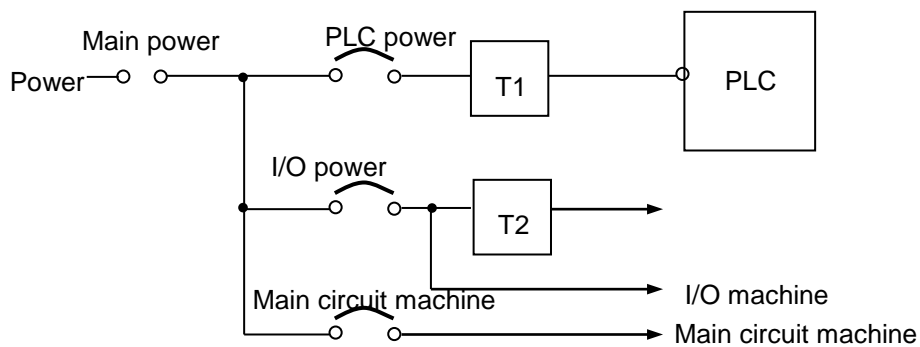 Main power
PLC power
Power
T1
PLC
I/O power
T2
I/O machine
Main circuit machine
Main circuit machine